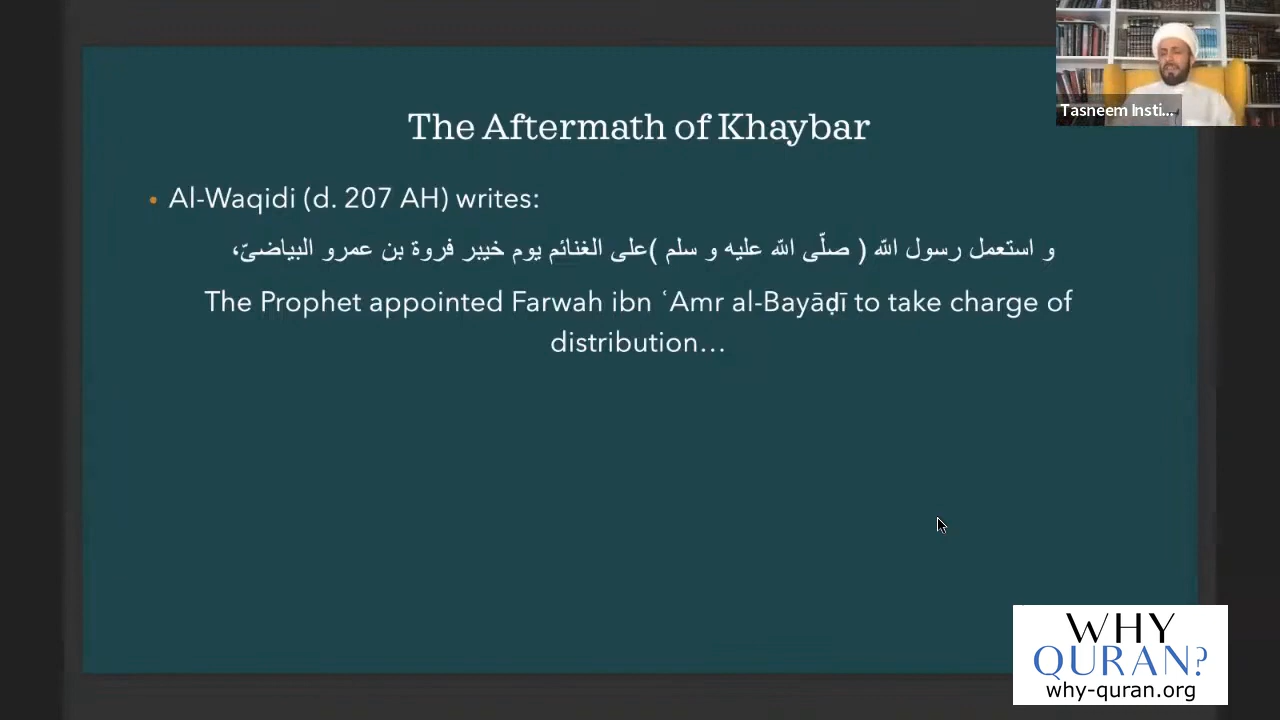 The Aftermath of Khaybar
Tasneem Insti...
• Al-Waqidi (d. 207 AH) writes:
و استعمل رسول اللّه ( صلّى اللّه عليه و سلم )على الغنائم يوم خيبر فروة بن عمرو البياضىّ،
The Prophet appointed Farwah ibn ʿAmr al-Bayāḍī to take charge of
distribution…
WHY
QURAN?
why-quran.org